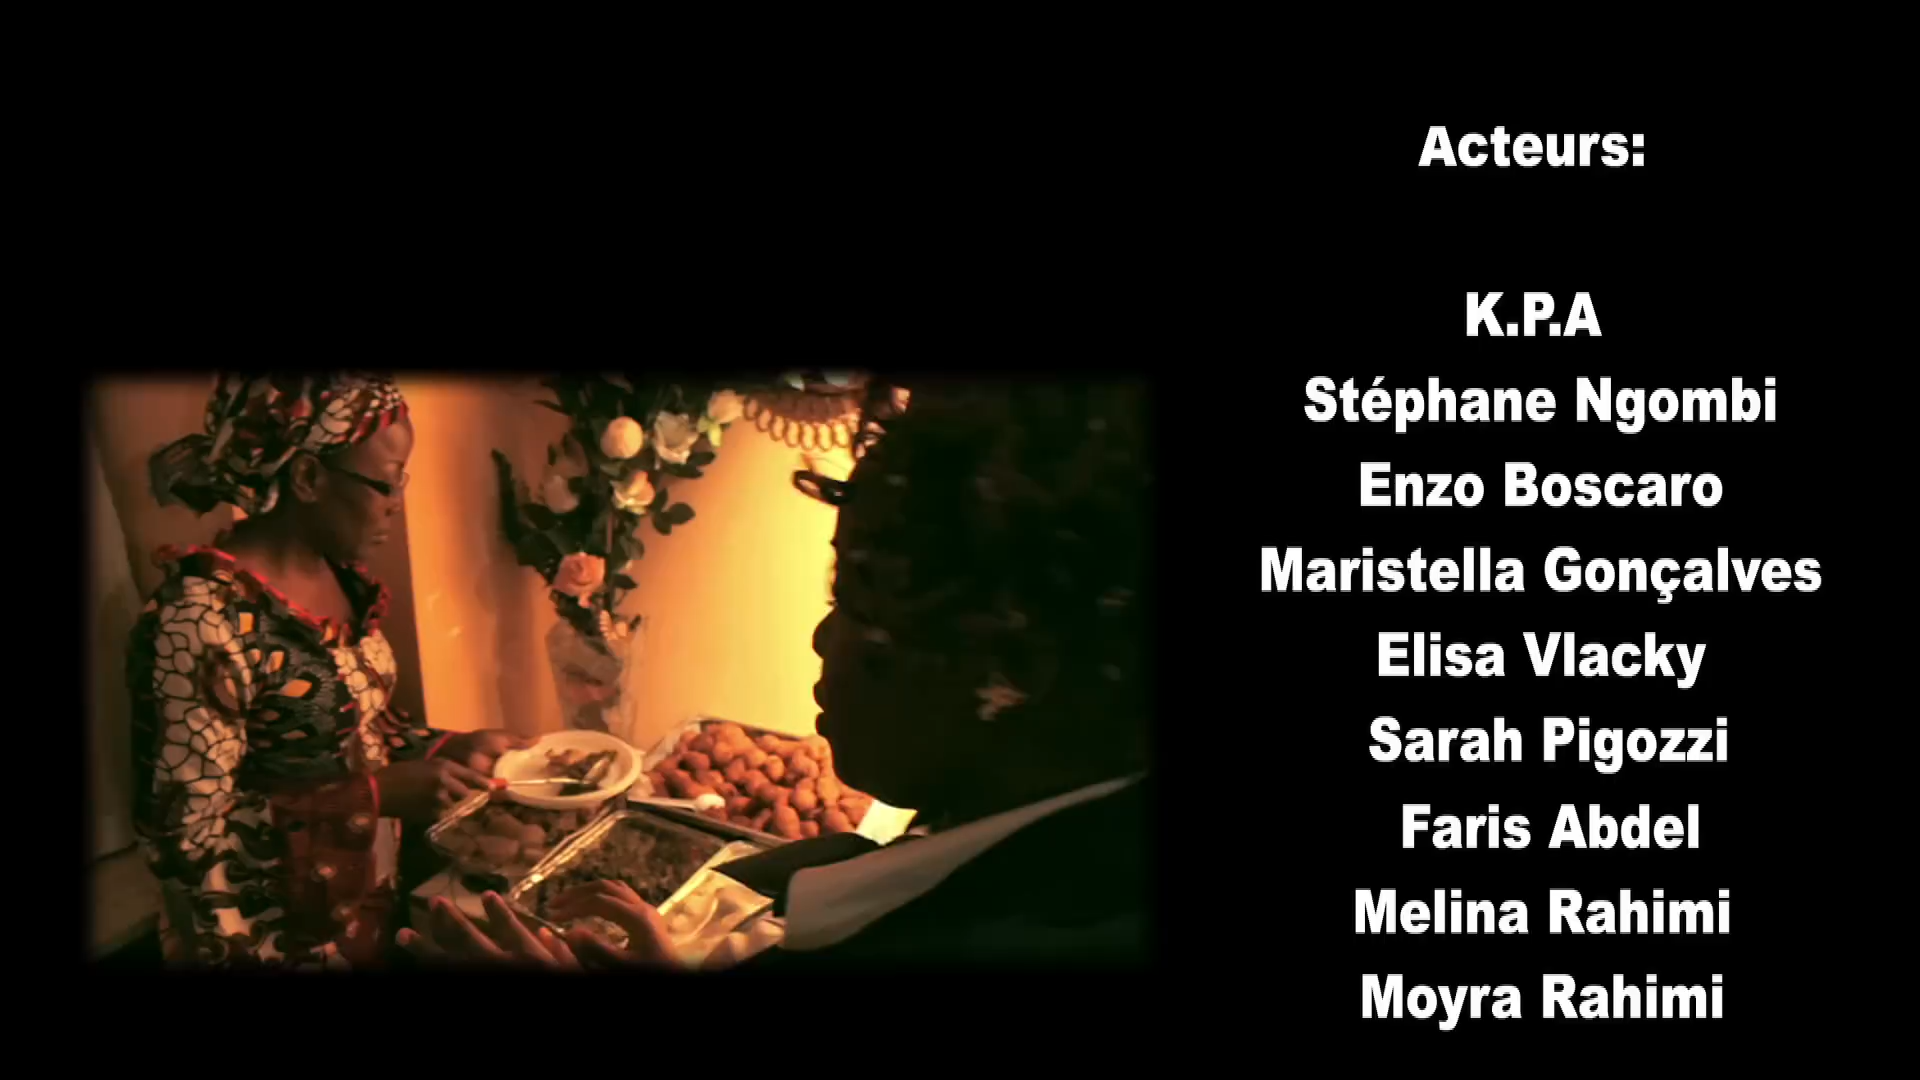 Acteurs:
K.P.A
Stéphane Ngombi
Enzo Boscaro
Maristella Gonçalves
Elisa Vlacky
Sarah Pigozzi
Faris Abdel
Melina Rahimi
Moyra Rahimi